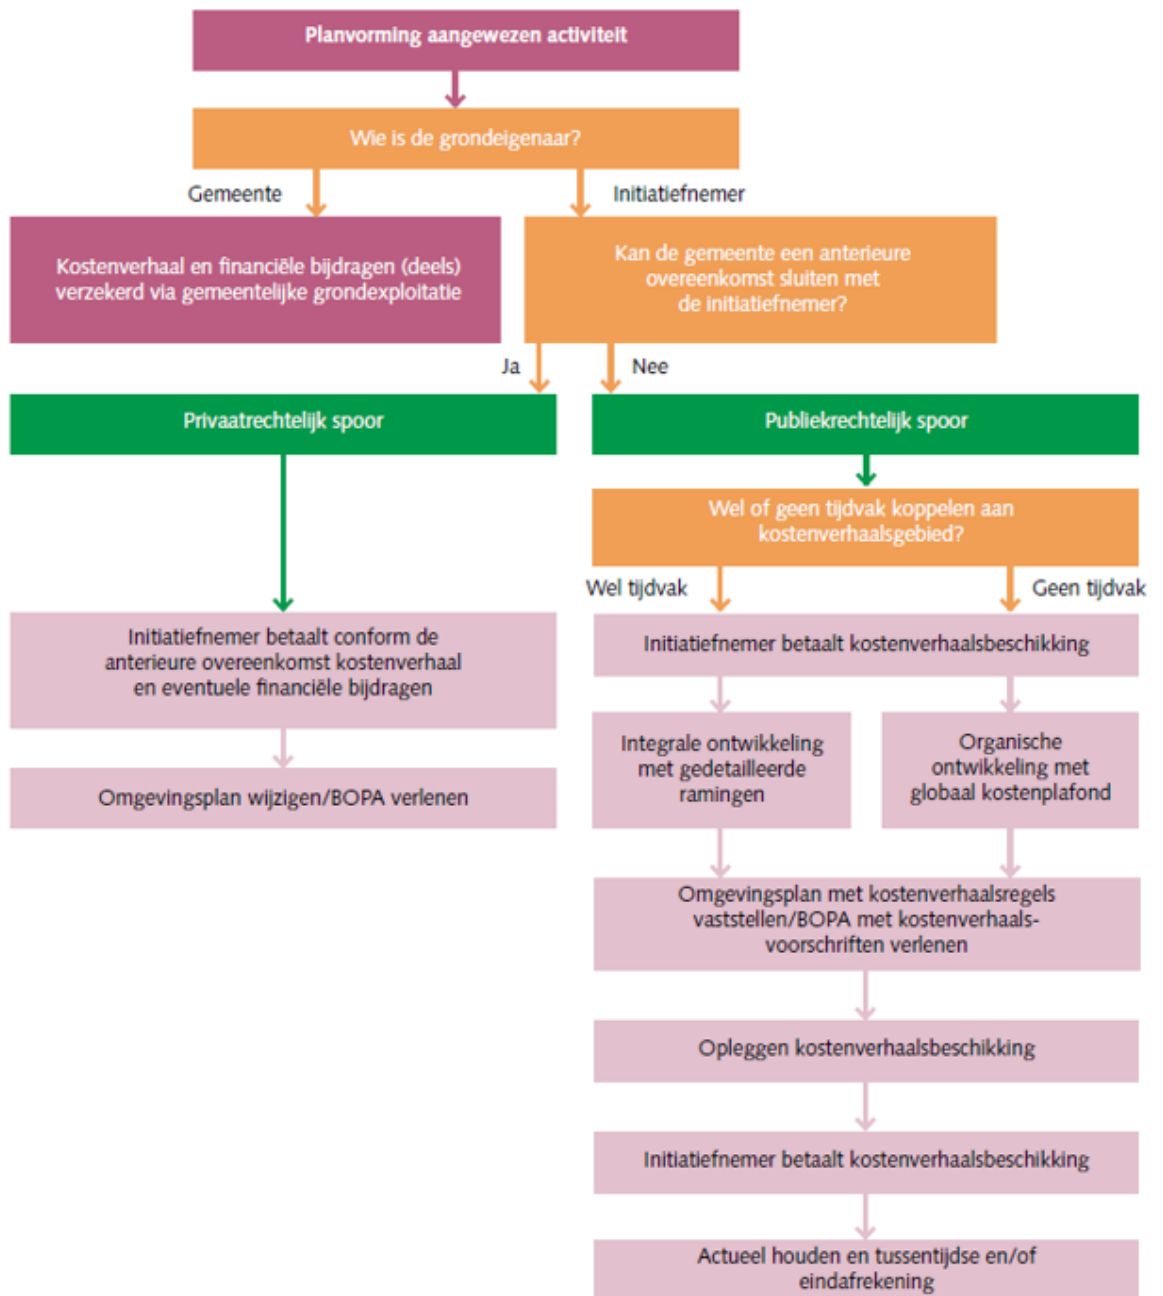 Planvorming aangewezen activiteit
Wie is de grondeigenaar?
Gemeente
Initiatiefnemer
Kostenverhaal en financiële bijdragen (deels)
verzekerd via gemeentelijke grondexploitatie
Kan de gemeente een anterieure
overeenkomst sluiten met
de initiatiefnemer?
Ja
Nee
Privaatrechtelijk spoor
Publiekrechtelijk spoor
Wel of geen tijdvak koppelen aan
kostenverhaalsgebied?
Wel tijdvak
Geen tijdvak
Initiatiefnemer betaalt conform de
anterieure overeenkomst kostenverhaal
en eventuele financiële bijdragen
Initiatiefnemer betaalt kostenverhaalsbeschikking
Omgevingsplan wijzigen/BOPA verlenen
Integrale ontwikkeling
met gedetailleerde
ramingen
Organische
ontwikkeling met
globaal kostenplafond
Omgevingsplan met kostenverhaalsregels
vaststellen/BOPA met kostenverhaals-
voorschriften verlenen
Opleggen kostenverhaalsbeschikking
Initiatiefnemer betaalt kostenverhaalsbeschikking
Actueel houden en tussentijdse en/of
eindafrekening